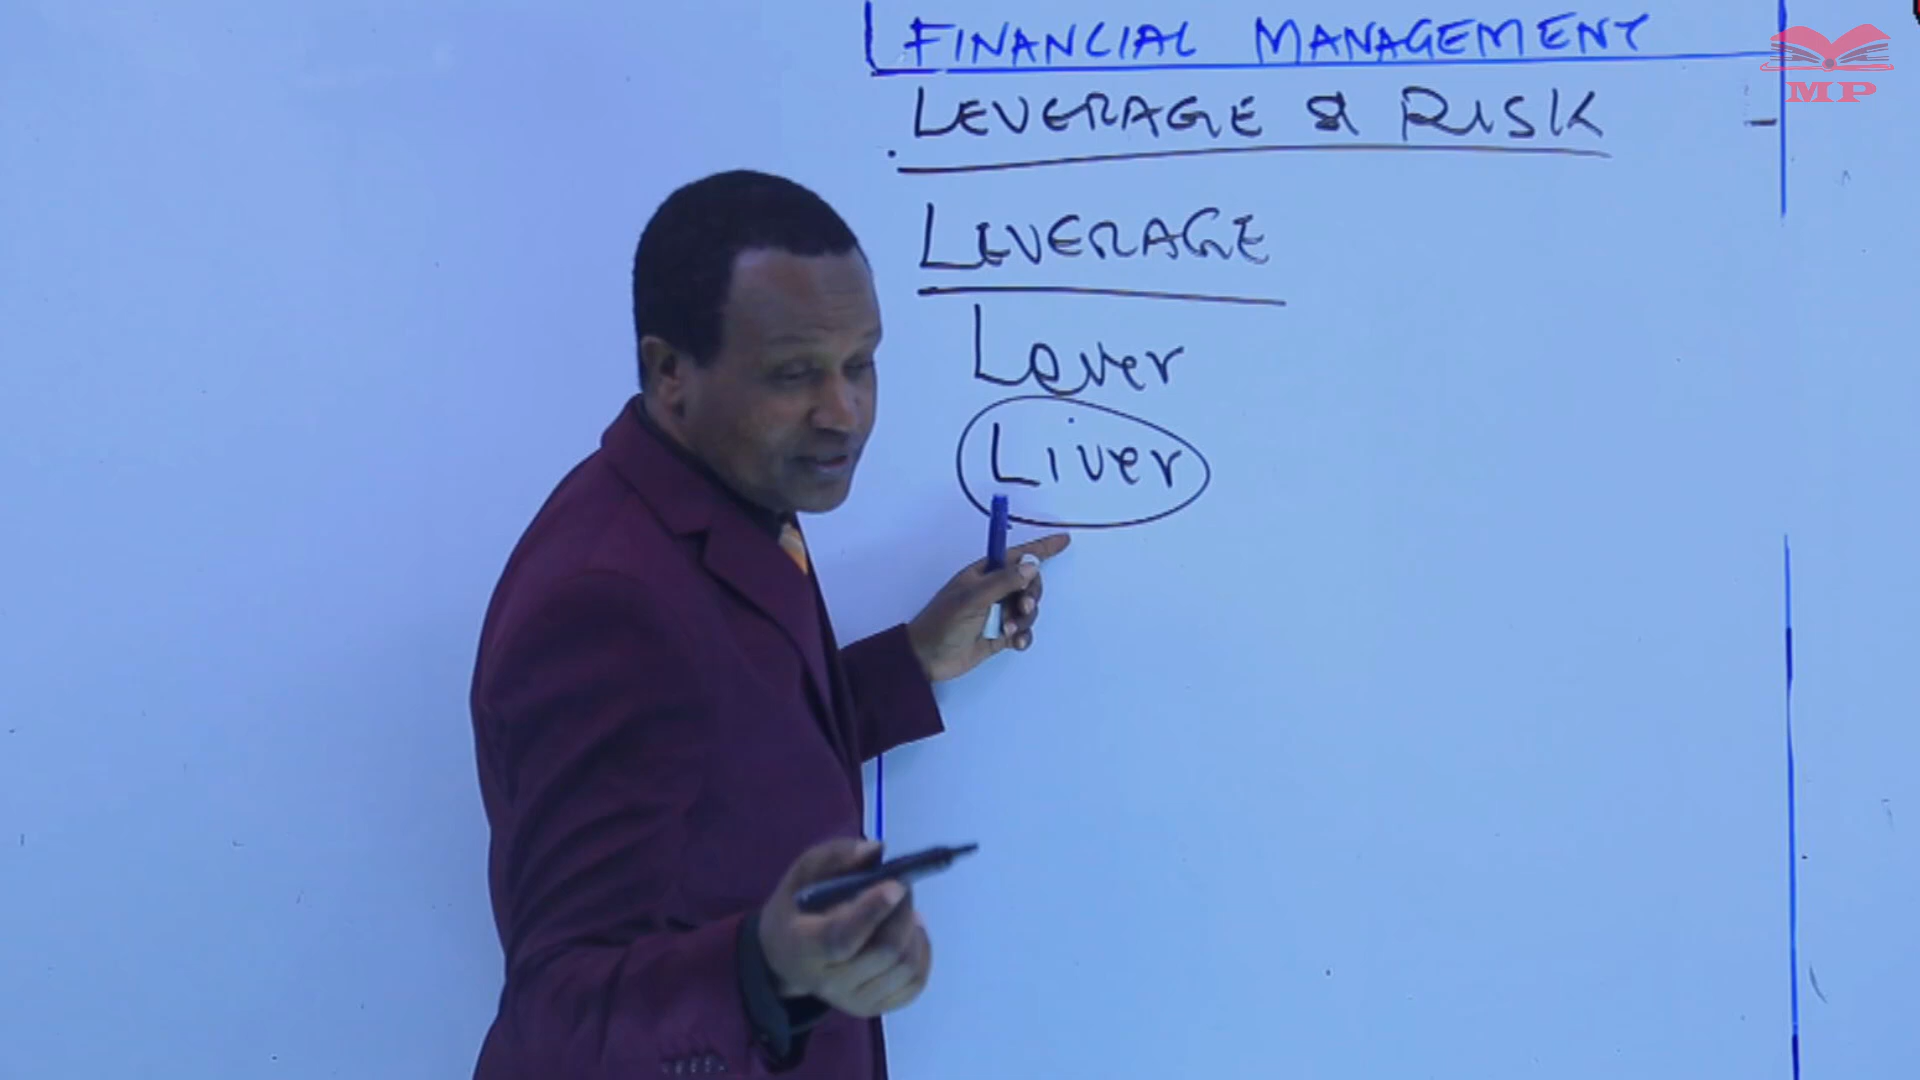 FINANCIAL MANAGEMENT
LEVERAGE & RISK
LEVERAGE
Lever
Liver
MP